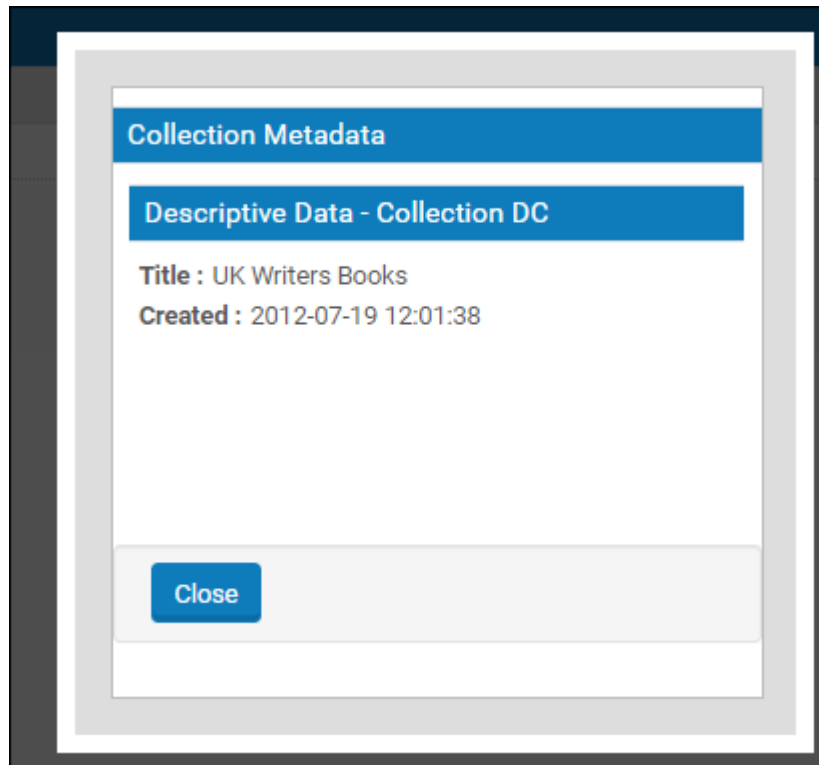 Collection Metadata
Descriptive Data - Collection DC
Title : UK Writers Books
Created : 2012-07-19 12:01:38
Close